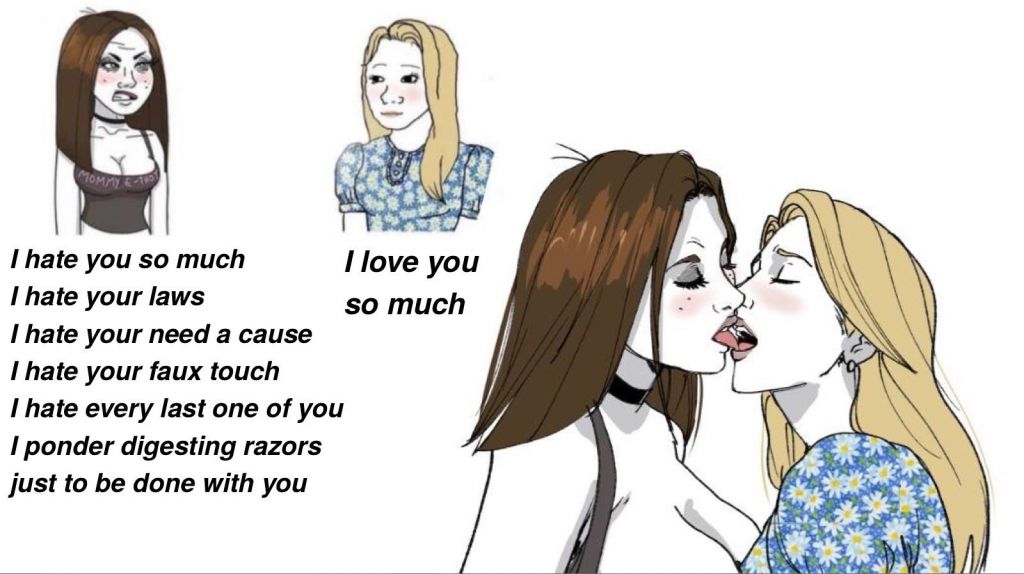 MOMMY E-THOT
I hate you so much
I hate your laws
I hate your need a cause
I hate your faux touch
I hate every last one of you
I ponder digesting razors
just to be done with you
I love you
so much